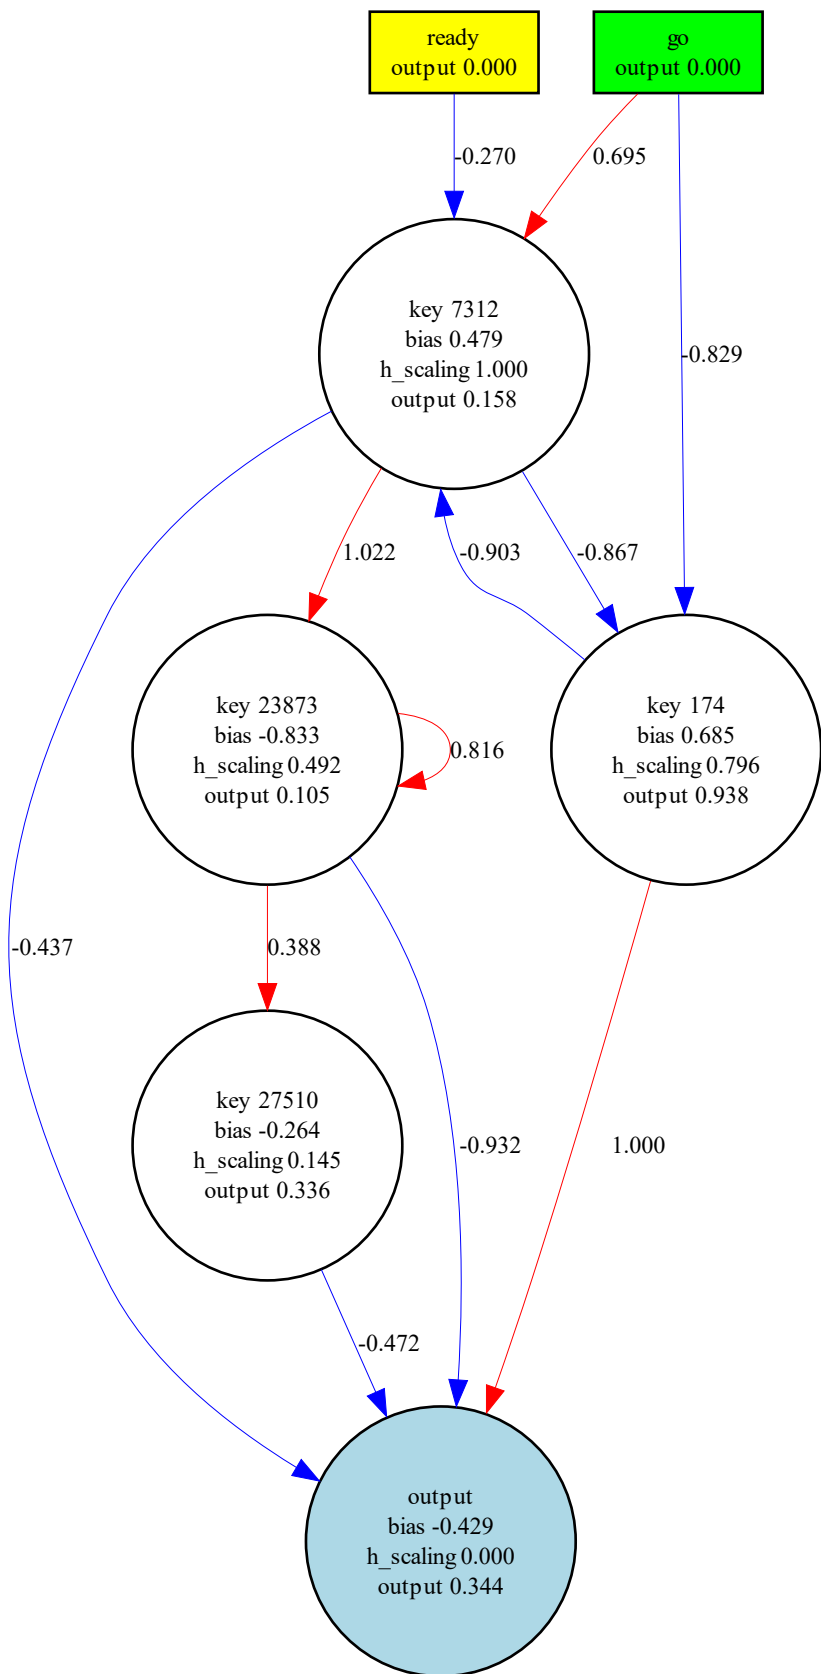 ready
output 0.000
go
output 0.000
-0.270
0.695
key 7312
bias 0.479
h_scaling 1.000
output 0.158
-0.829
1.022
-0.903
-0.867
key 23873
bias -0.833
h_scaling 0.492
output 0.105
0.816
key 174
bias 0.685
h_scaling 0.796
output 0.938
-0.437
0.388
key 27510
bias -0.264
h_scaling 0.145
output 0.336
-0.932
1.000
-0.472
output
bias -0.429
h_scaling 0.000
output 0.344